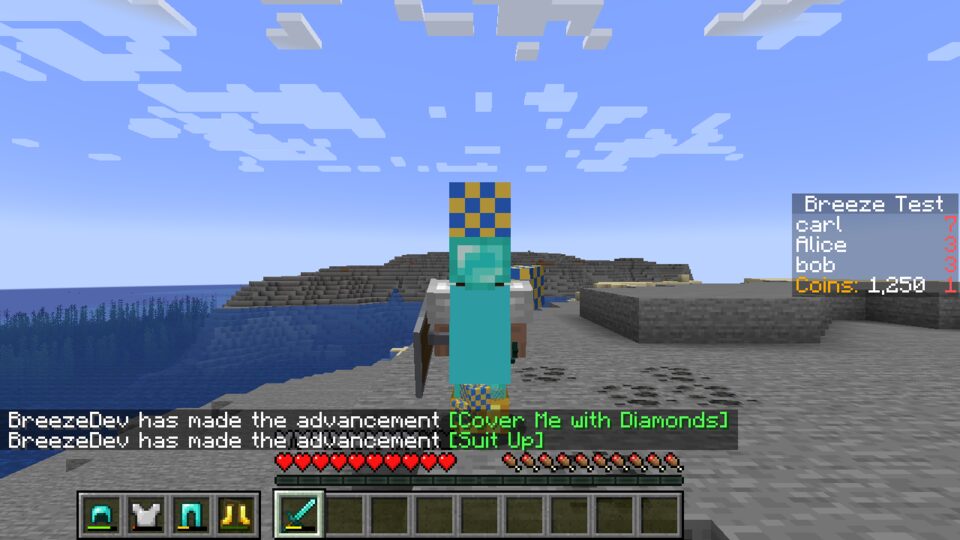 Breeze Test
carl 7
Alice 3
bob 3
Coins: 1,250 1
BreezeDev has made the advancement [Cover Me with Diamonds]
BreezeDev has made the advancement [Suit Up]